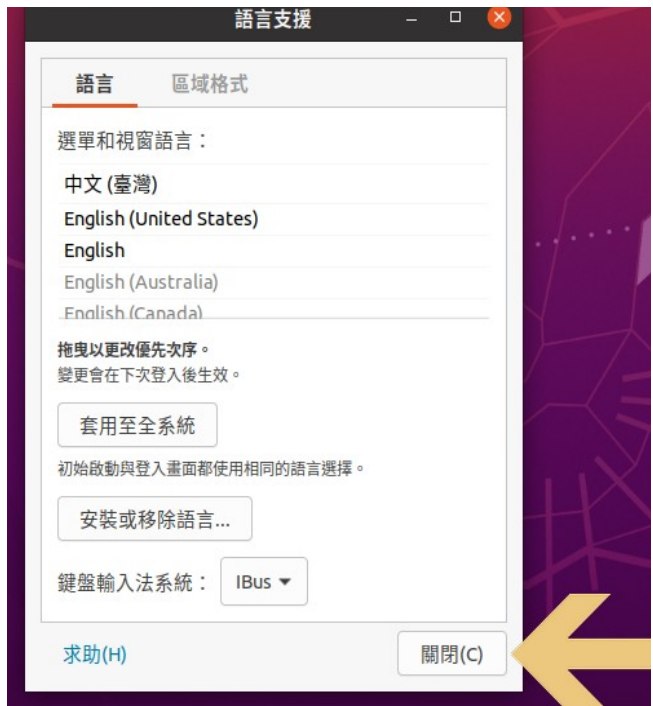 語言支援
語言
區域格式
選單和視窗語言：
中文 (臺灣)
English (United States)
English
English (Australia)
English (Canada)
拖曳以更改優先次序。
變更會在下次登入後生效。
套用至全系統
初始啟動與登入畫面都使用相同的語言選擇。
安裝或移除語言...
鍵盤輸入法系統：
IBus
求助(H)
關閉(C)